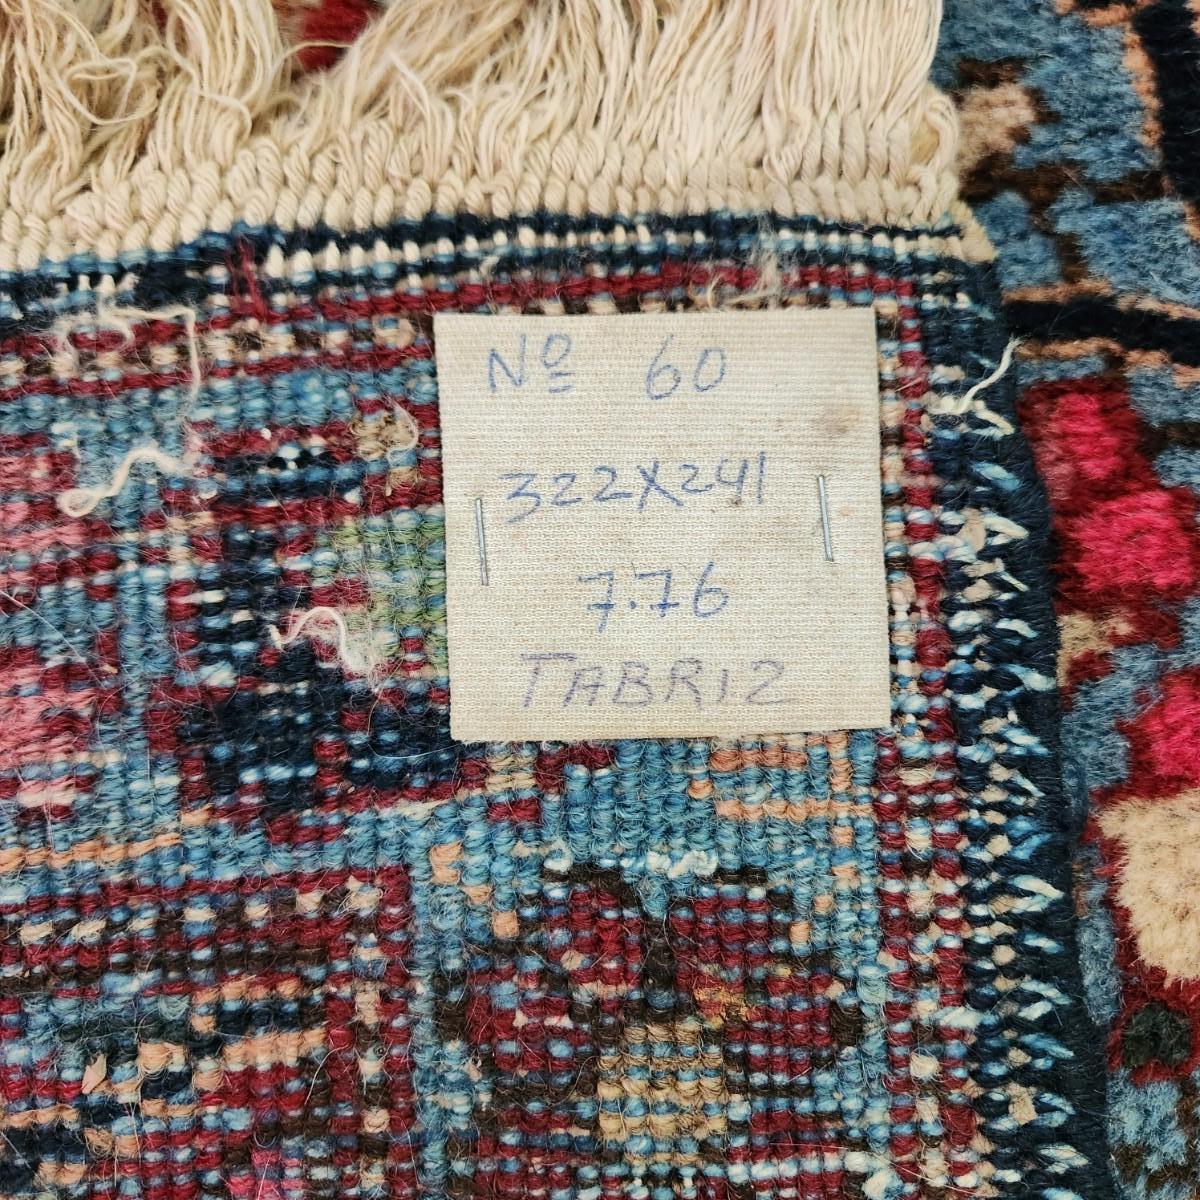 Nº 60
322X241
7.76
TABRIZ